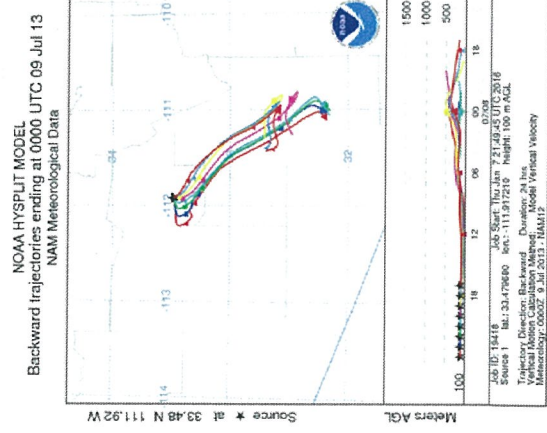 NOAA HYSPLIT MODEL
Backward trajectories ending at 0000 UTC 09 Jul 13
NAM Meteorological Data
Source ★ at 33.48 N 111.92 W
-114
-113
-112
-111
-110
34
32
noaa
Meters AGL
1500
1000
500
100
18
12
06
00
18
07/08
Job ID: 19418 Job Start: Thu Jan 7 21:49:45 UTC 2016
Source 1 lat.: 33.479680 lon.: -111.917210 height: 100 m AGL
Trajectory Direction: Backward Duration: 24 hrs
Vertical Motion Calculation Method: Model Vertical Velocity
Meteorology: 0000Z 9 Jul 2013 - NAM12